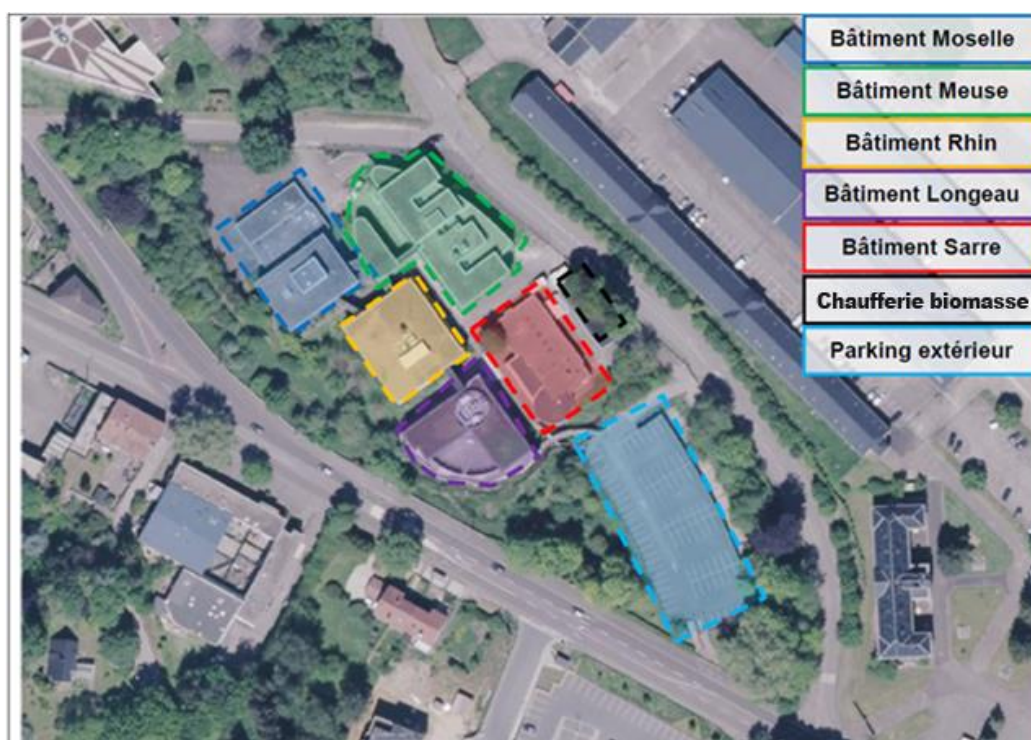 Bâtiment Moselle
Bâtiment Meuse
Bâtiment Rhin
Bâtiment Longeau
Bâtiment Sarre
Chaufferie biomasse
Parking extérieur